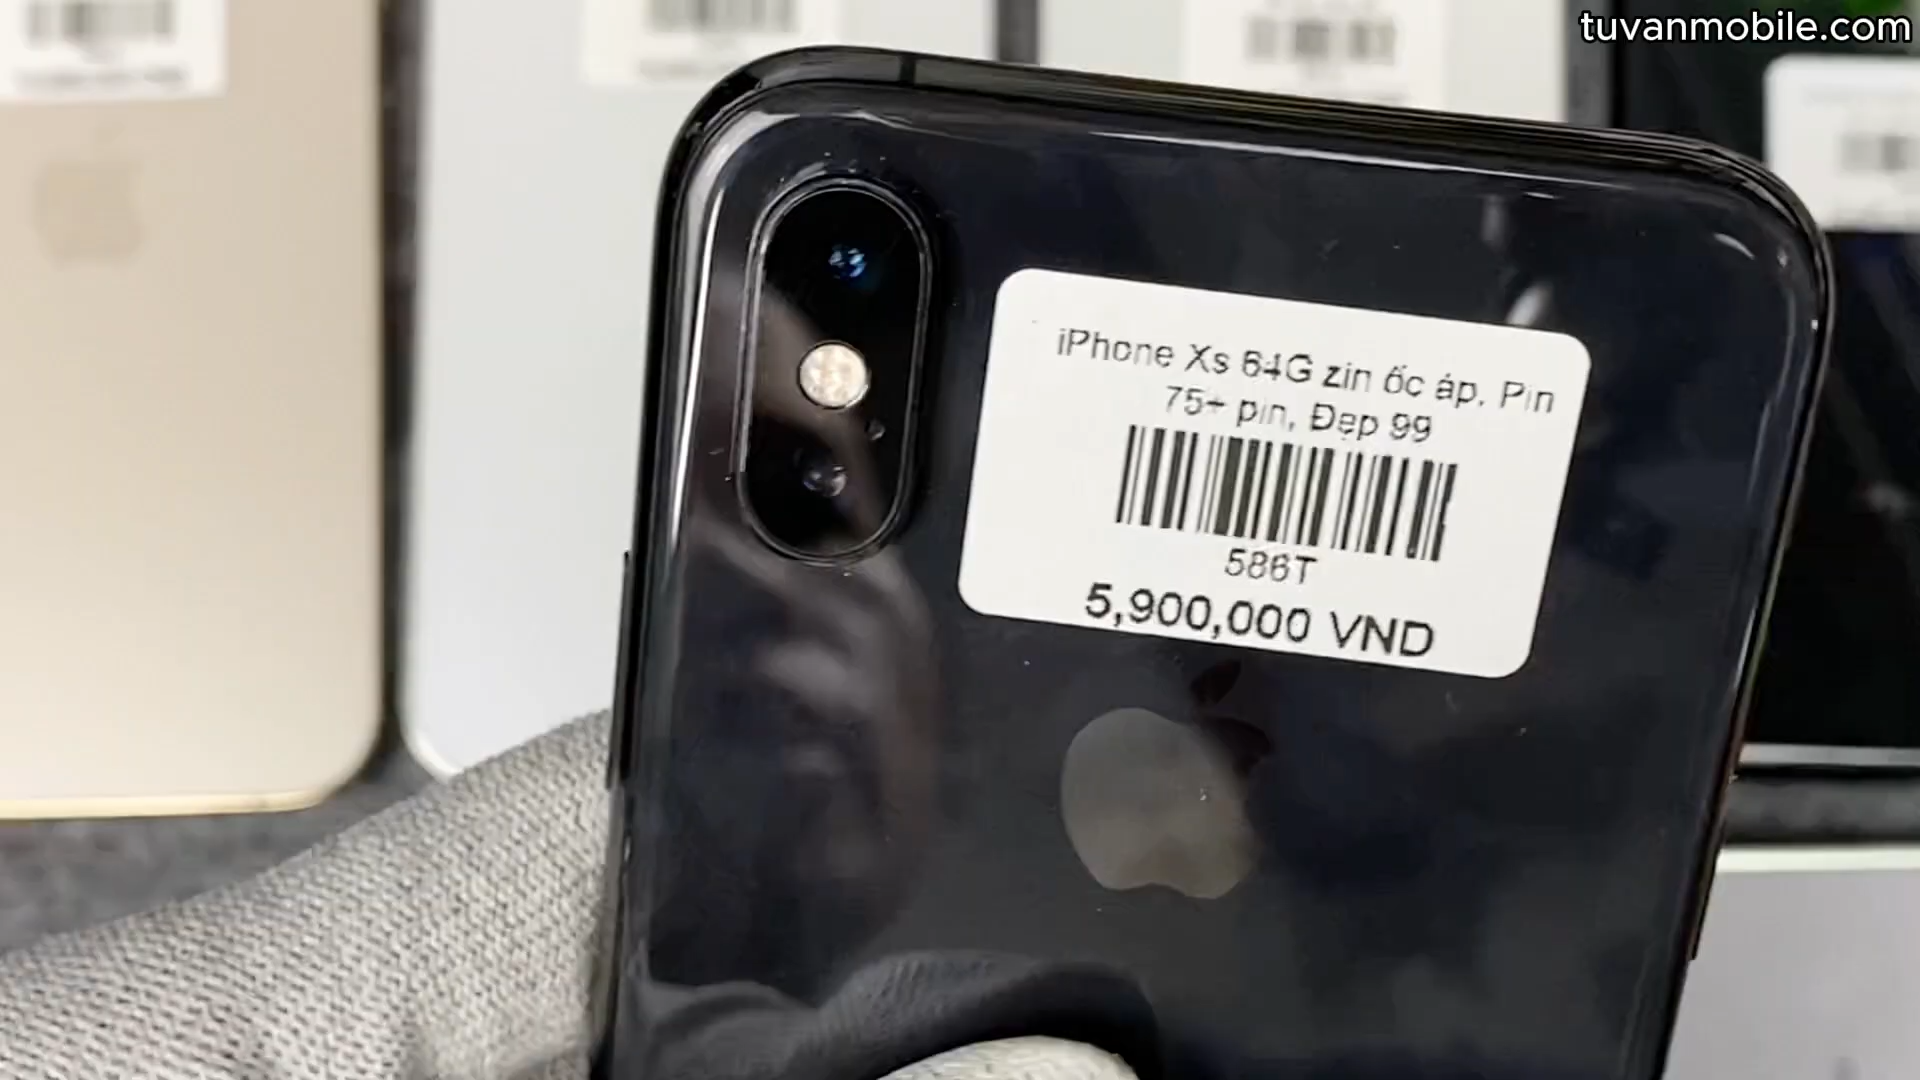 tuvanmobile.com
iPhone Xs 64G zin ốc áp. Pin
75+ pin, Đẹp 99
586T
5,900,000 VND